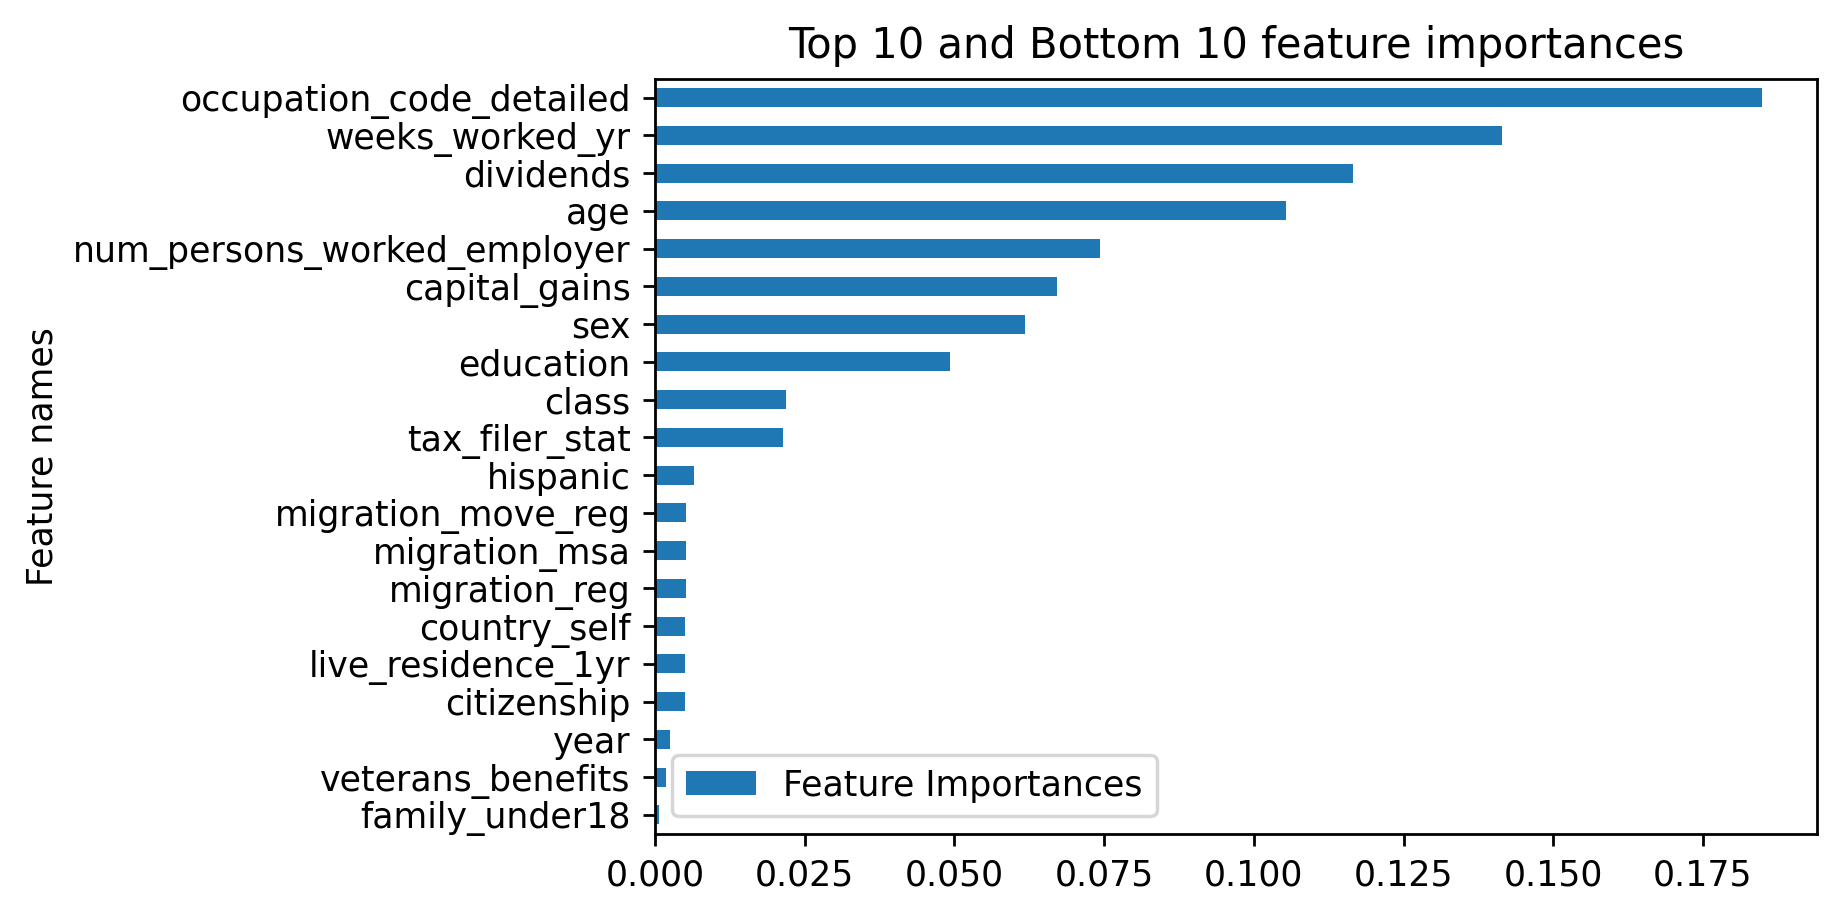 Top 10 and Bottom 10 feature importances
Feature names
occupation_code_detailed
weeks_worked_yr
dividends
age
num_persons_worked_employer
capital_gains
sex
education
class
tax_filer_stat
hispanic
migration_move_reg
migration_msa
migration_reg
country_self
live_residence_1yr
citizenship
year
veterans_benefits
family_under18
Feature Importances
0.000 0.025 0.050 0.075 0.100 0.125 0.150 0.175